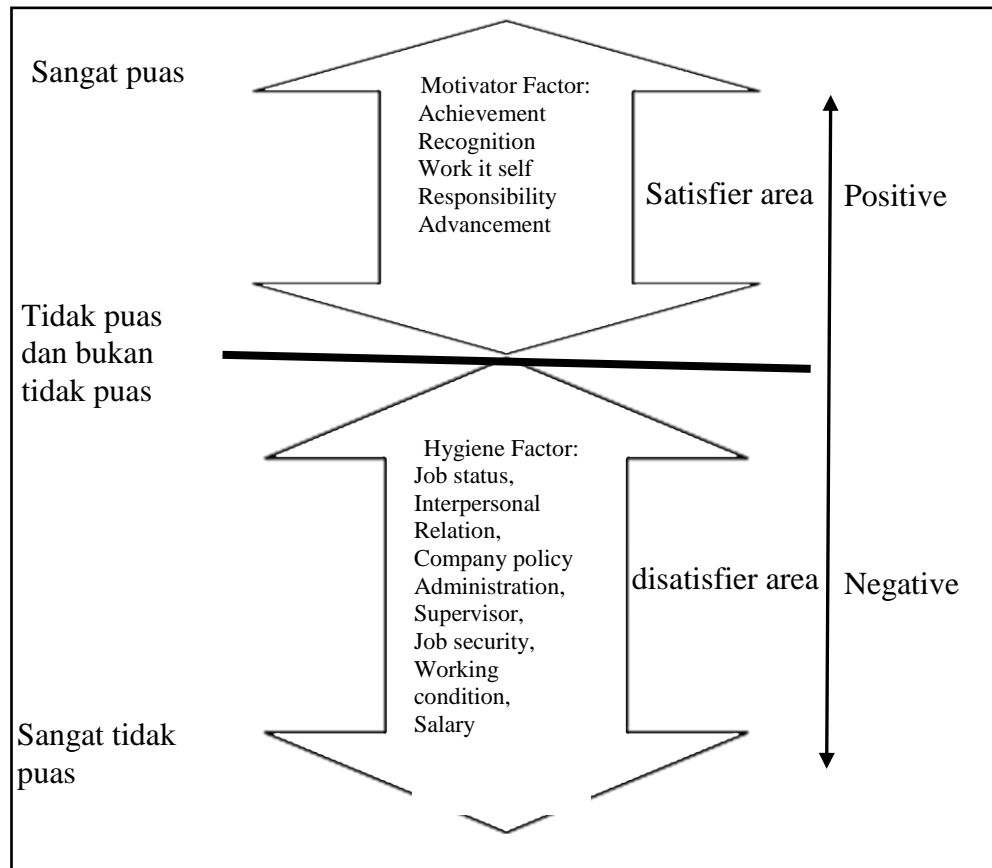 Sangat puas
Motivator Factor:
Achievement
Recognition
Work it self
Responsibility
Advancement
Satisfier area
Positive
Tidak puas
dan bukan
tidak puas
Hygiene Factor:
Job status,
Interpersonal
Relation,
Company policy
Administration,
Supervisor,
Job security,
Working
condition,
Salary
disatisfier area
Negative
Sangat tidak
puas